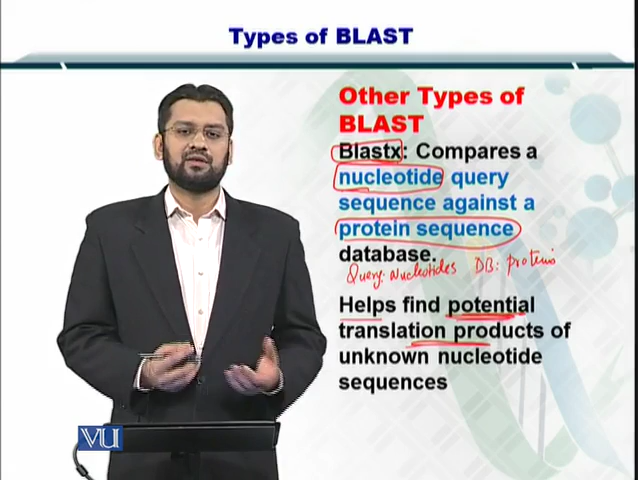 Types of BLAST
Other Types of
BLAST
Blastx: Compares a
nucleotide query
sequence against a
protein sequence
database.
Query: Nucleotides DB: proteins
Helps find potential
translation products of
unknown nucleotide
sequences
VU